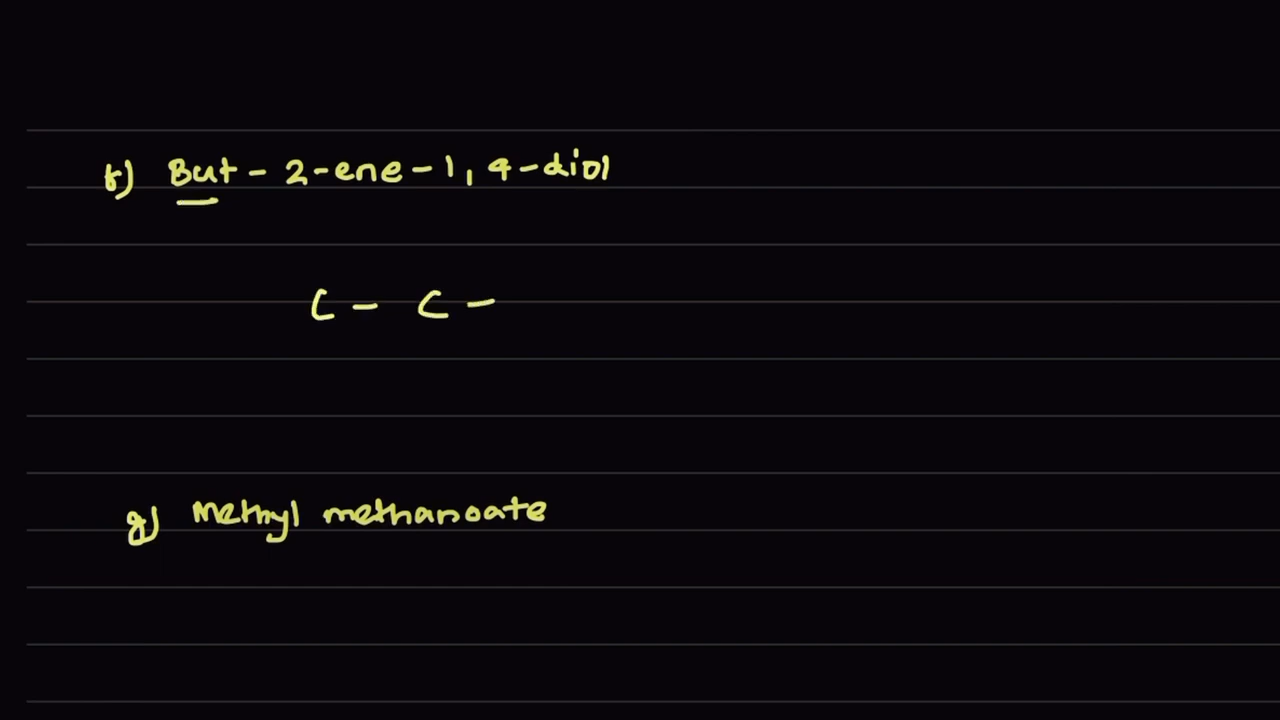 f) But - 2-ene-1, 4-diol
C - C -
g) Methyl methanoate